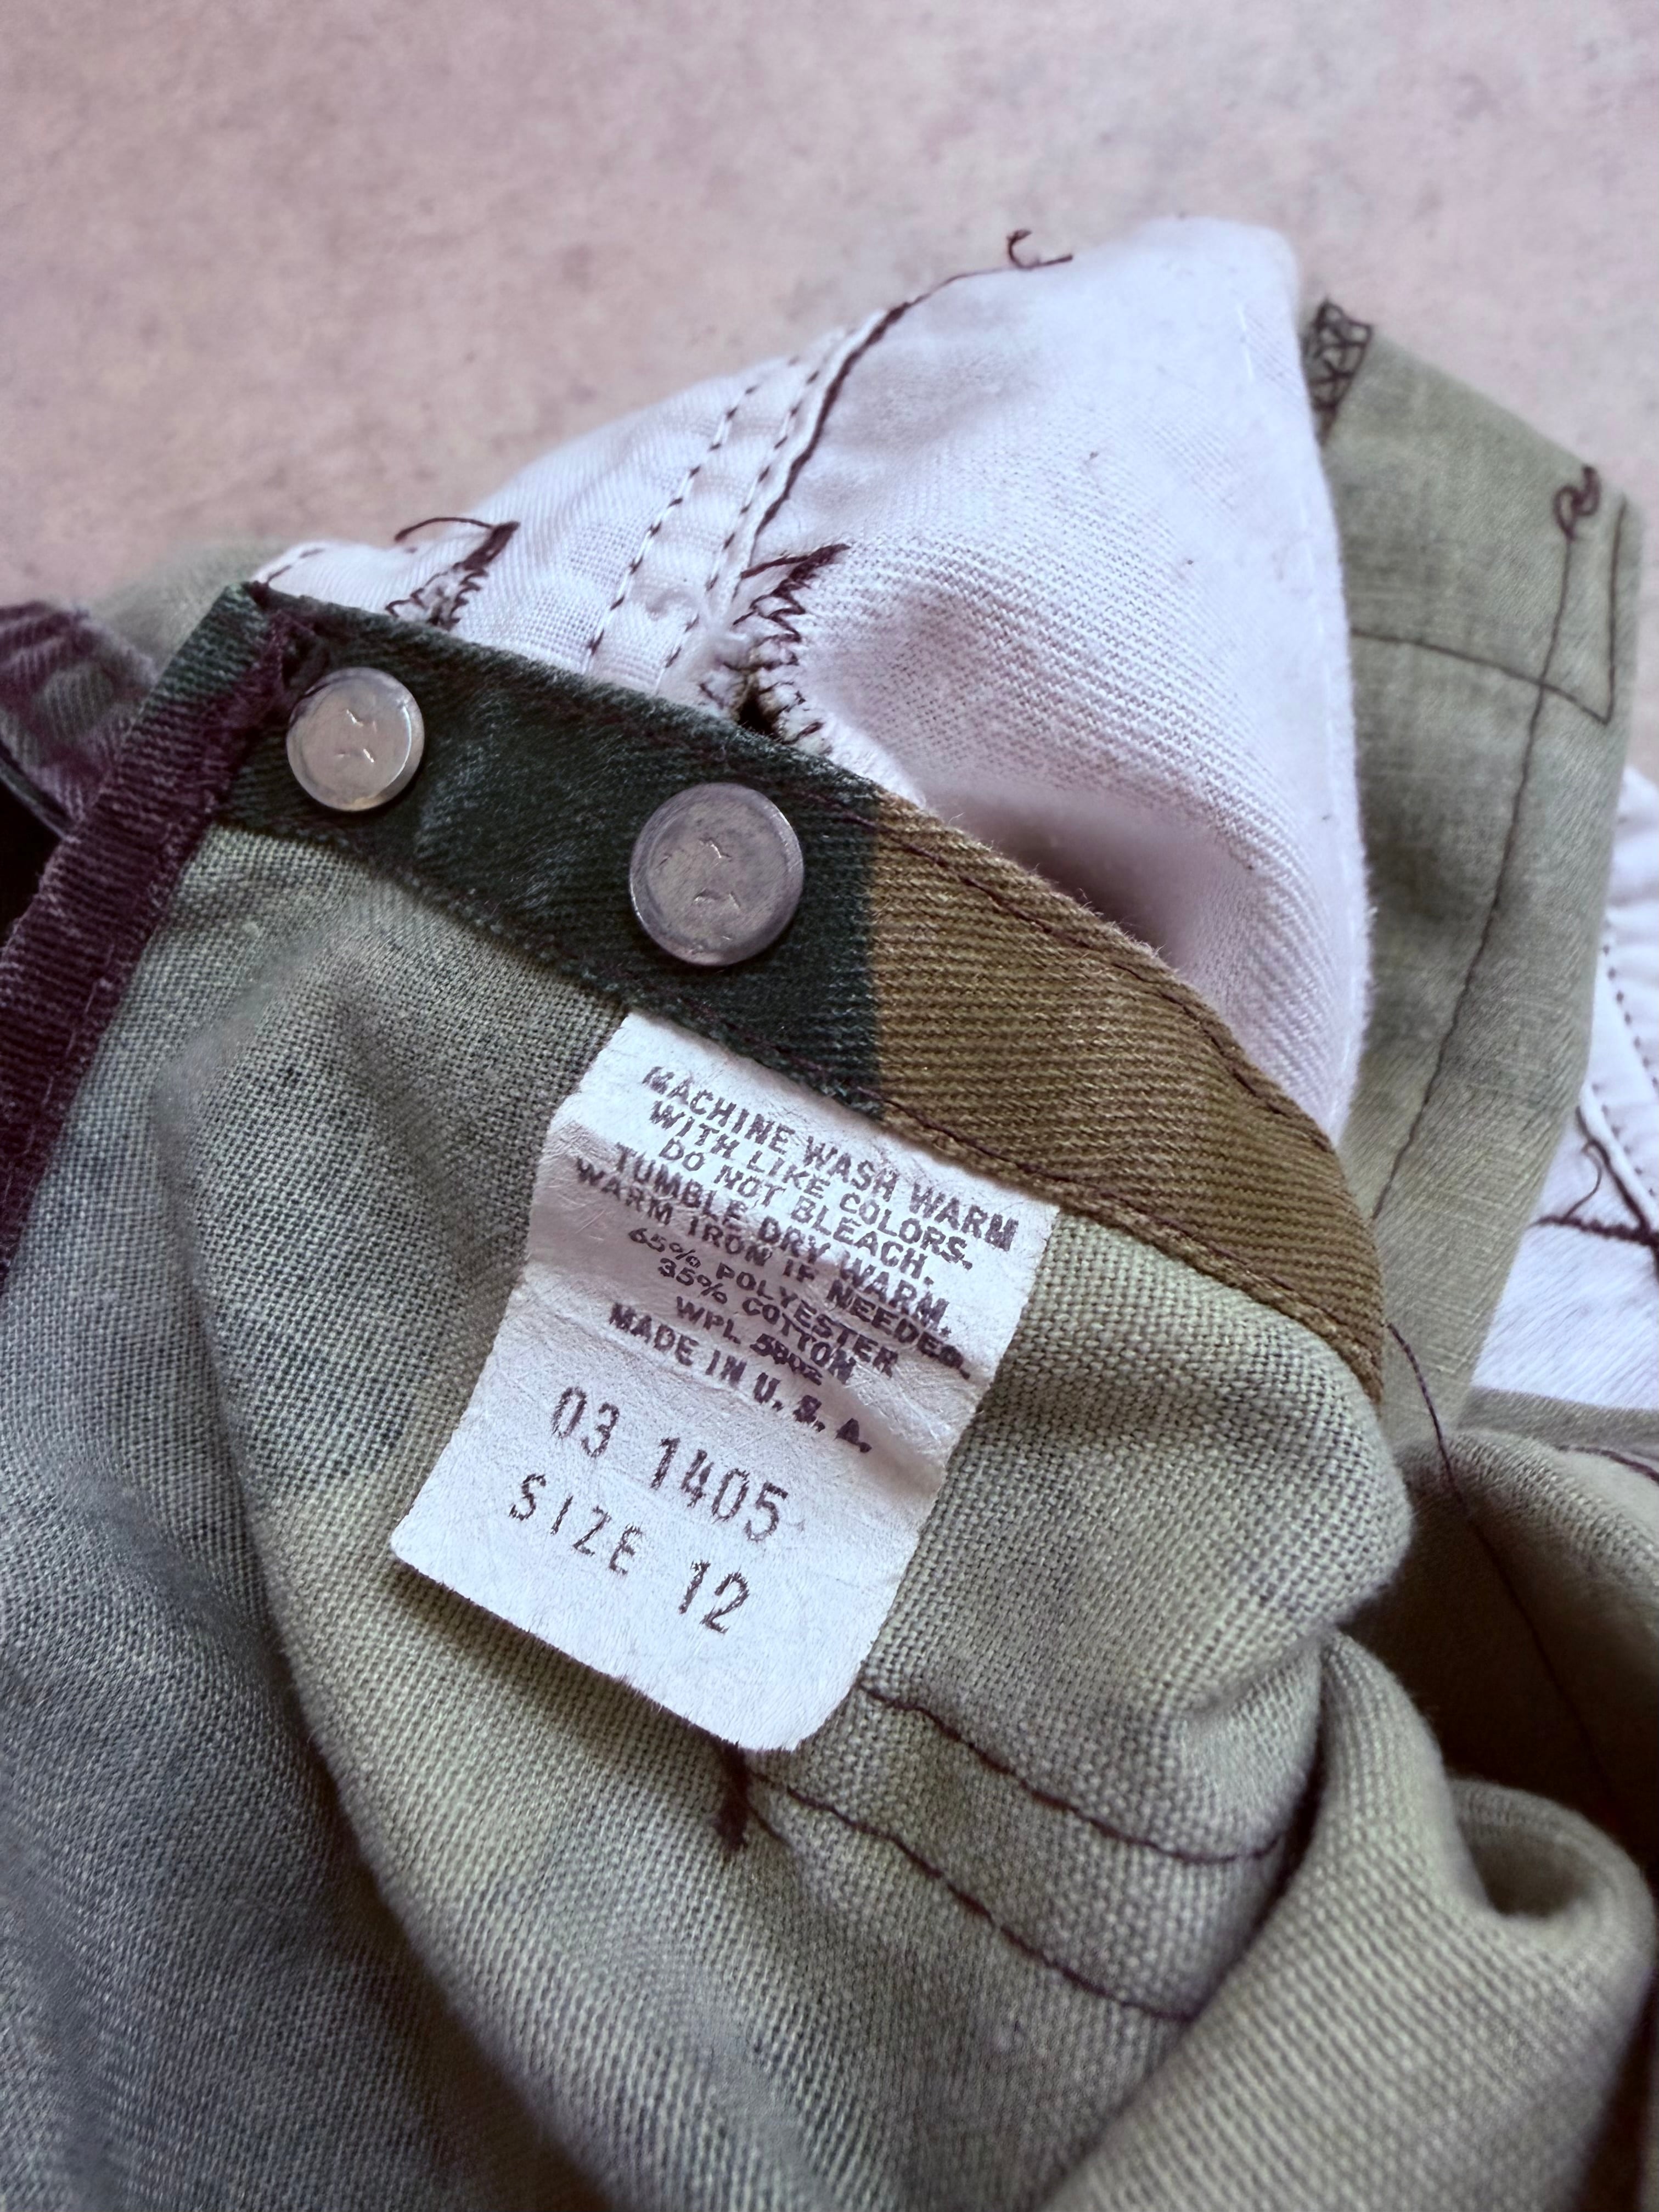 MACHINE WASH WARM
WITH LIKE COLORS.
DO NOT BLEACH.
TUMBLE DRY WARM.
WARM IRON IF NEEDED.
65% POLYESTER
35% COTTON
WPL
MADE IN U. S. A.
03 1405
SIZE 12